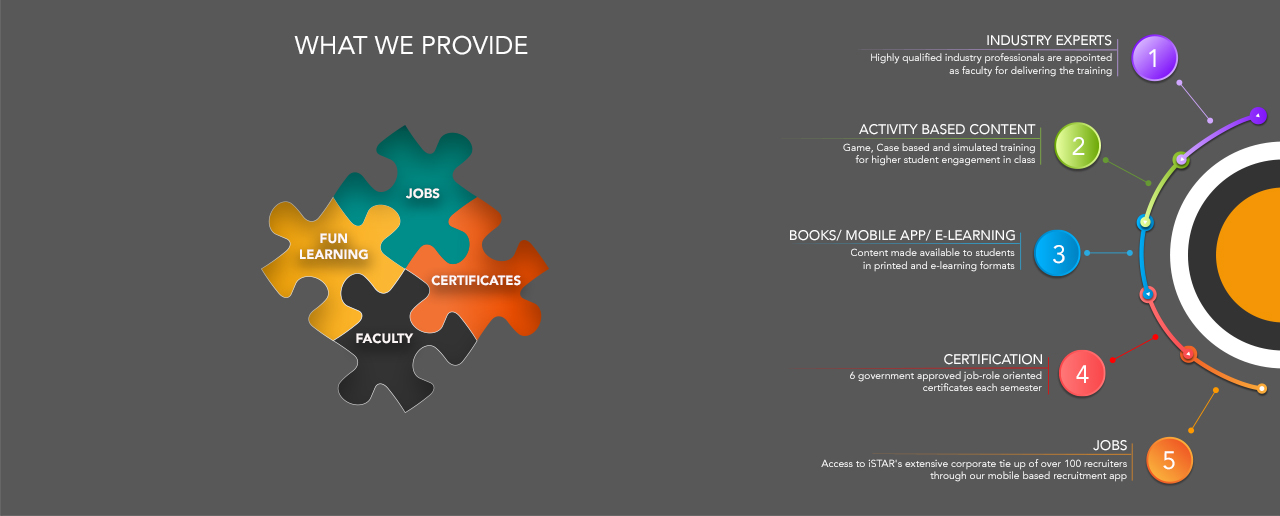 WHAT WE PROVIDE
JOBS
FUN
LEARNING
CERTIFICATES
FACULTY
INDUSTRY EXPERTS
Highly qualified industry professionals are appointed
as faculty for delivering the training
1
ACTIVITY BASED CONTENT
Game, Case based and simulated training
for higher student engagement in class
2
BOOKS/ MOBILE APP/ E-LEARNING
Content made available to students
in printed and e-learning formats
3
CERTIFICATION
6 government approved job-role oriented
certificates each semester
4
JOBS
Access to iSTAR's extensive corporate tie up of over 100 recruiters
through our mobile based recruitment app
5